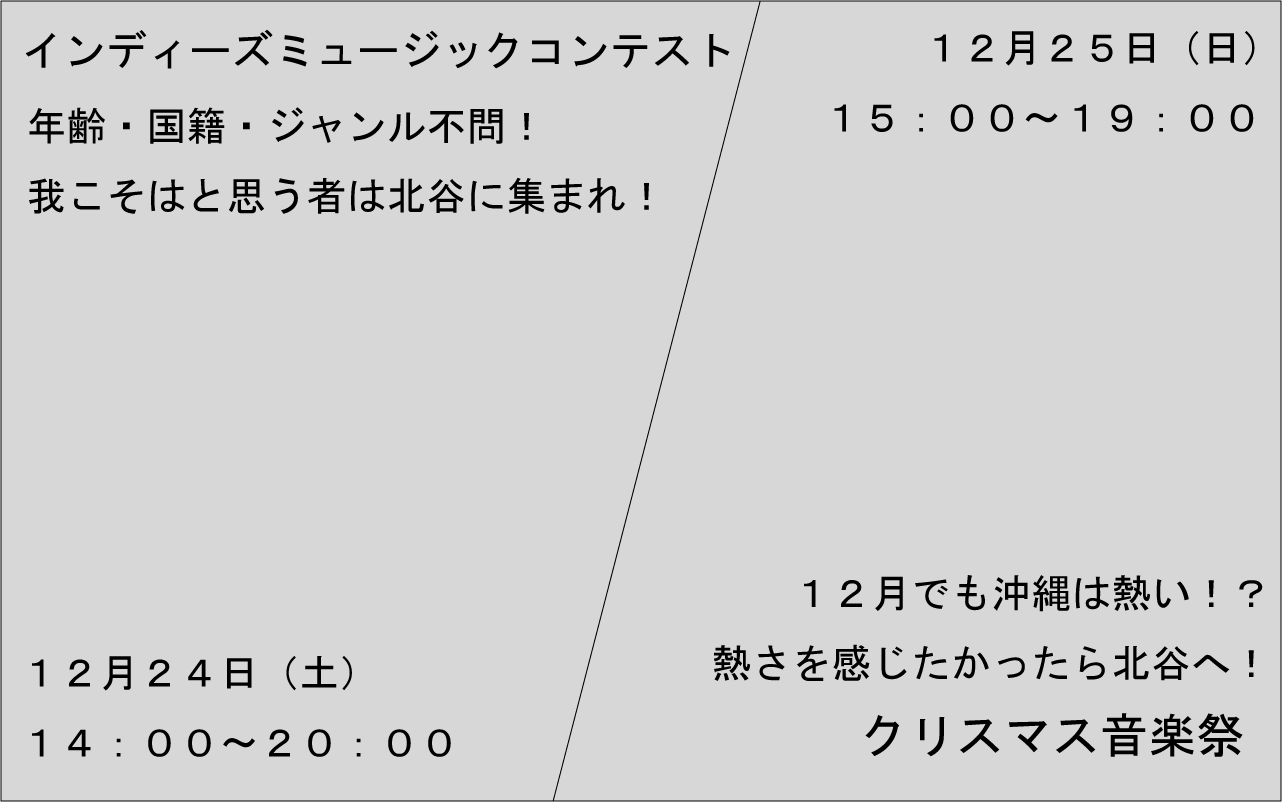 インディーズミュージックコンテスト
年齢・国籍・ジャンル不問！
我こそはと思う者は北谷に集まれ！
１２月２４日（土）
１４：００～２０：００
１２月２５日（日）
１５：００～１９：００
１２月でも沖縄は熱い！？
熱さを感じたかったら北谷へ！
クリスマス音楽祭